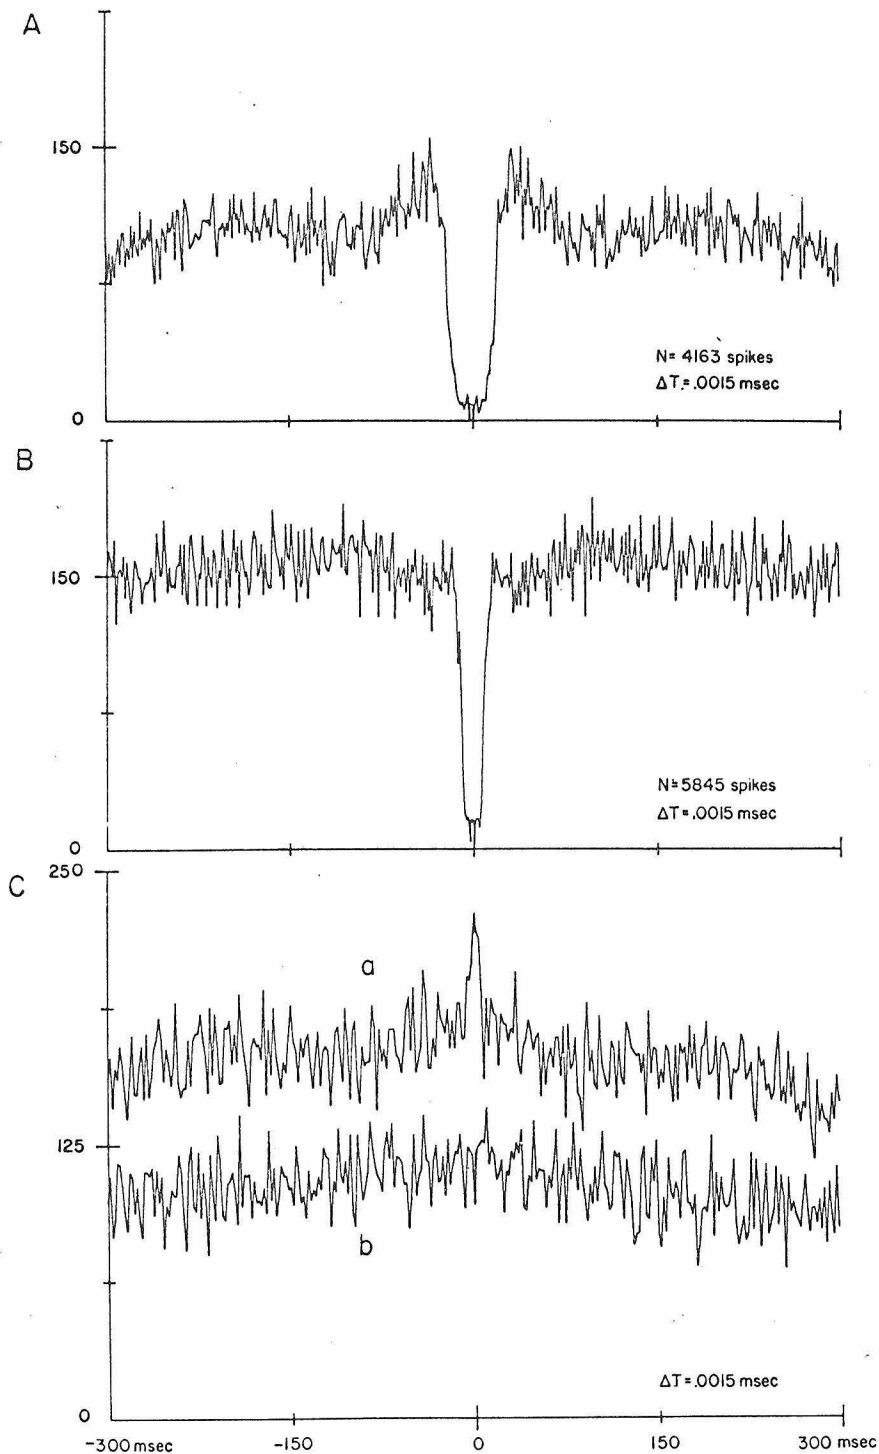 A
150
N= 4163 spikes
ΔT= .0015 msec
0
B
150
N= 5845 spikes
ΔT= .0015 msec
0
C
250
a
125
b
ΔT= .0015 msec
0
-300 msec
-150
0
150
300 msec